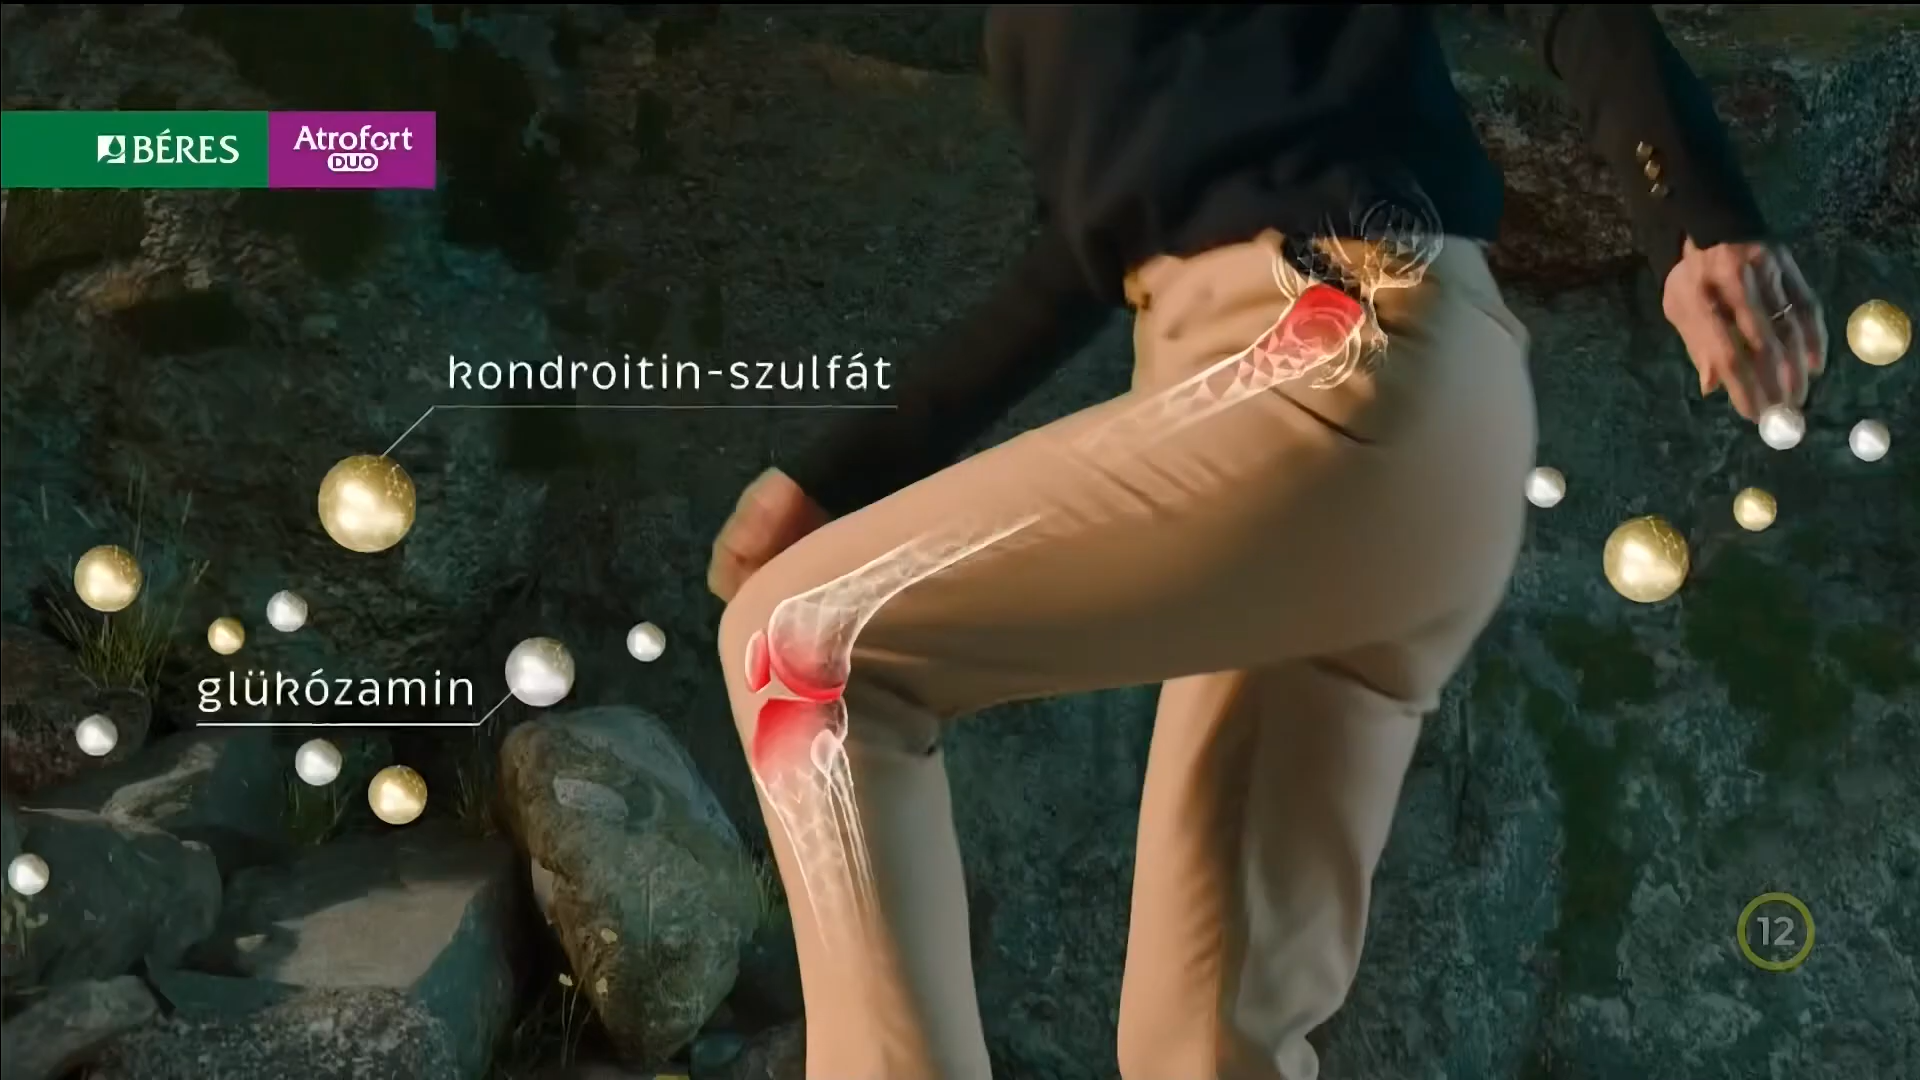 BÉRES
Atrofort
DUO
kondroitin-szulfát
glükózamin
12